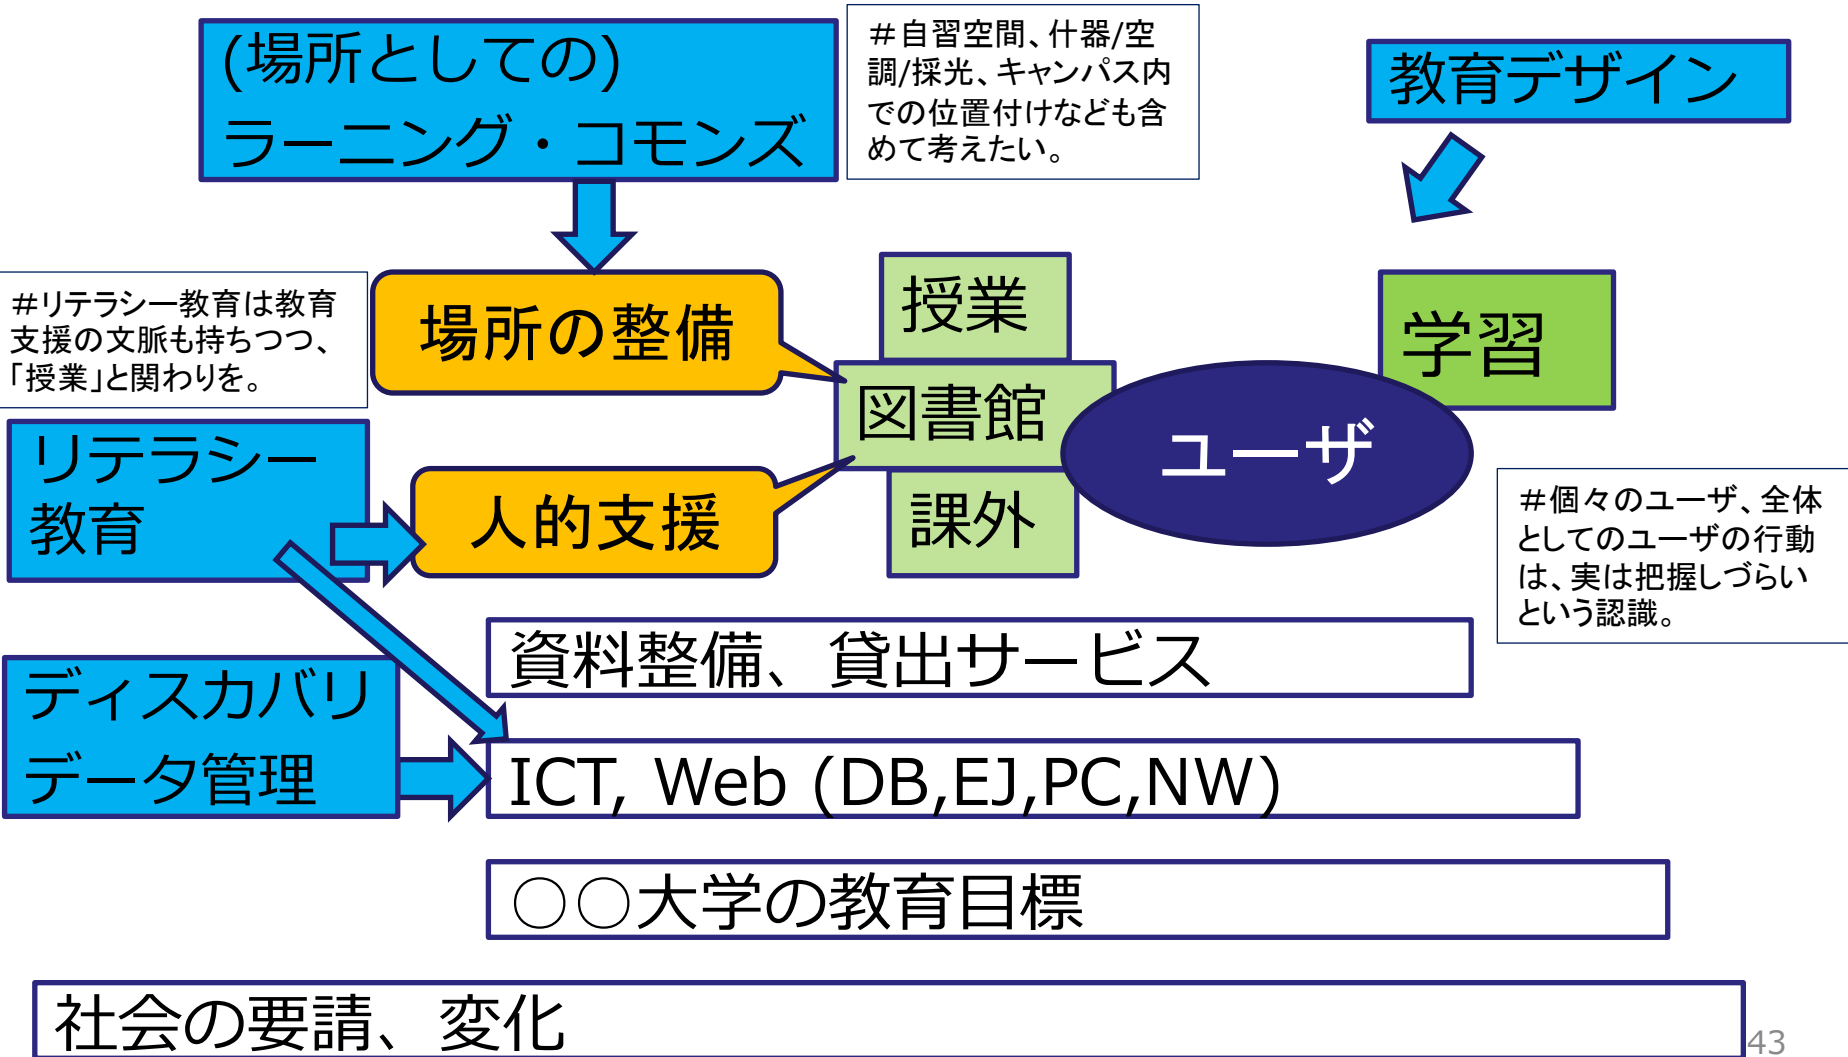 (場所としての)
ラーニング・コモンズ
＃自習空間、什器/空
調/採光、キャンパス内
での位置付けなども含
めて考えたい。
教育デザイン
＃リテラシー教育は教育
支援の文脈も持ちつつ、
「授業」と関わりを。
場所の整備
授業
学習
図書館
ユーザ
リテラシー
教育
人的支援
課外
＃個々のユーザ、全体
としてのユーザの行動
は、実は把握しづらい
という認識。
資料整備、貸出サービス
ディスカバリ
データ管理
ICT, Web (DB,EJ,PC,NW)
○○大学の教育目標
社会の要請、変化
43